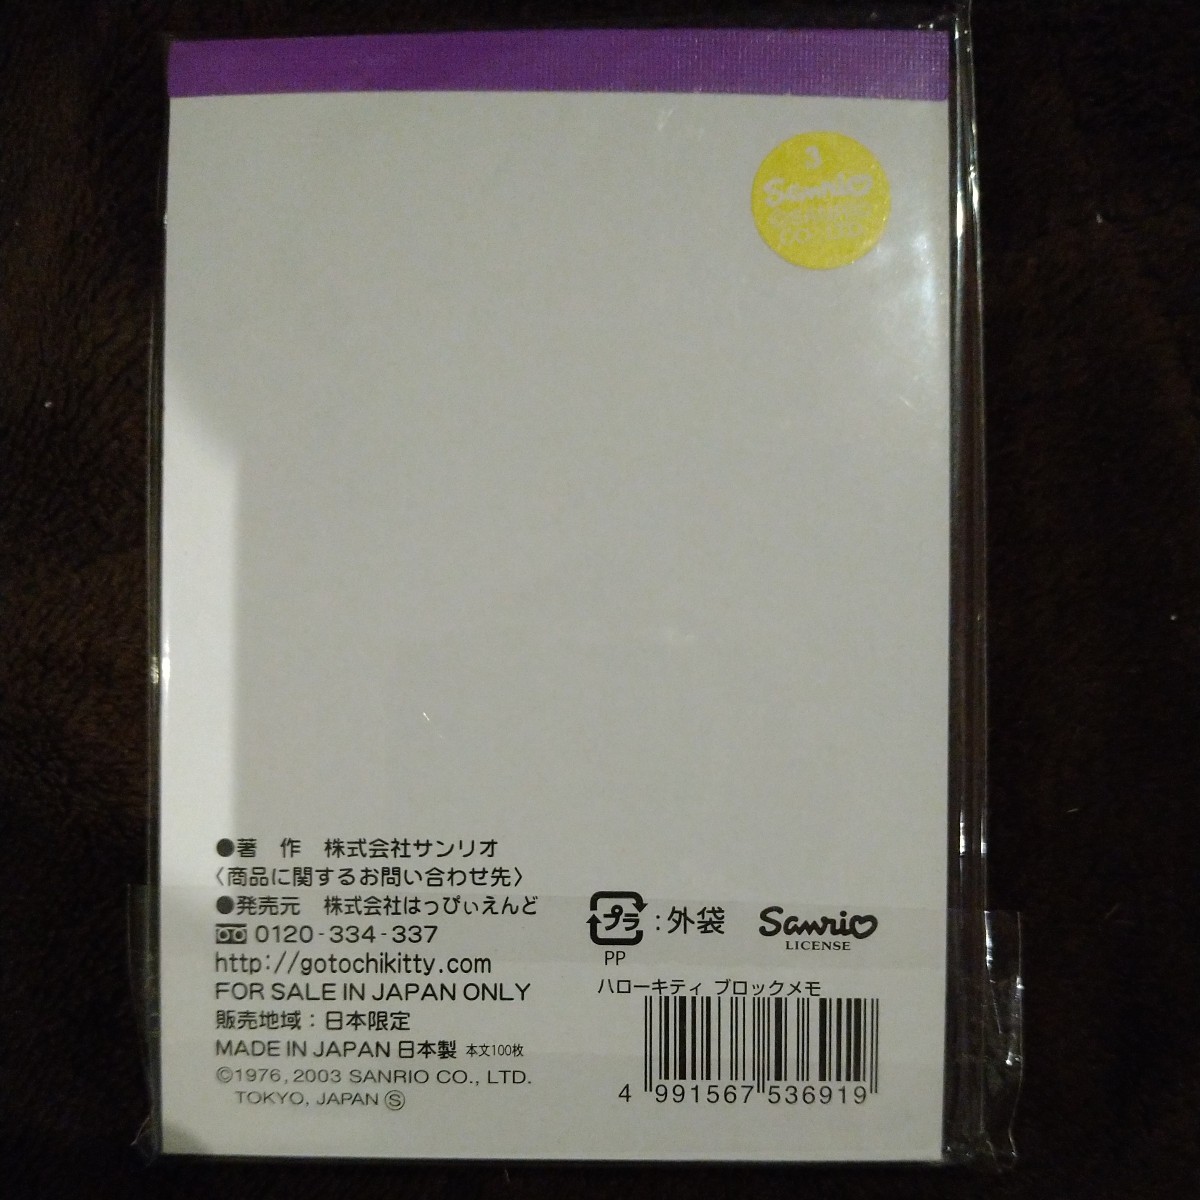 Sanrio
●著　作　株式会社サンリオ
〈商品に関するお問い合わせ先〉
●発売元　株式会社はっぴぃえんど
0120-334-337
http://gotochikitty.com
FOR SALE IN JAPAN ONLY
販売地域：日本限定
MADE IN JAPAN 日本製 本文100枚
©1976, 2003 SANRIO CO., LTD.
TOKYO, JAPAN Ⓢ
プラ：外袋
PP
Sanrio
LICENSE
ハローキティ ブロックメモ
4 991567 536919